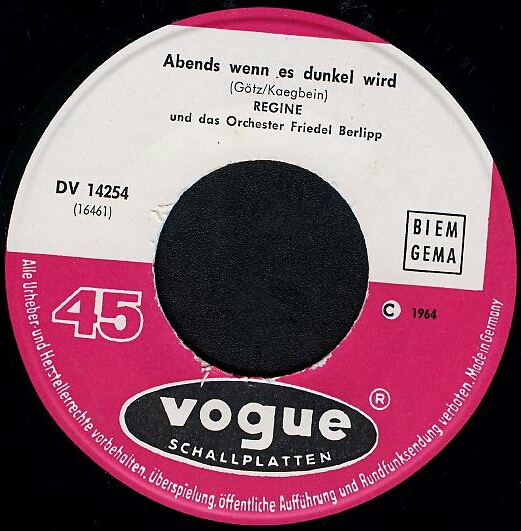 Abends wenn es dunkel wird
(Götz/Kaegbein)
REGINE
und das Orchester Friedel Berlipp
DV 14254
(16461)
BIEM
GEMA
45
C 1964
vogue ®
SCHALLPLATTEN
Alle Urheber- und Herstellerrechte vorbehalten. Überspielung, öffentliche Aufführung und Rundfunksendung verboten. Made in Germany